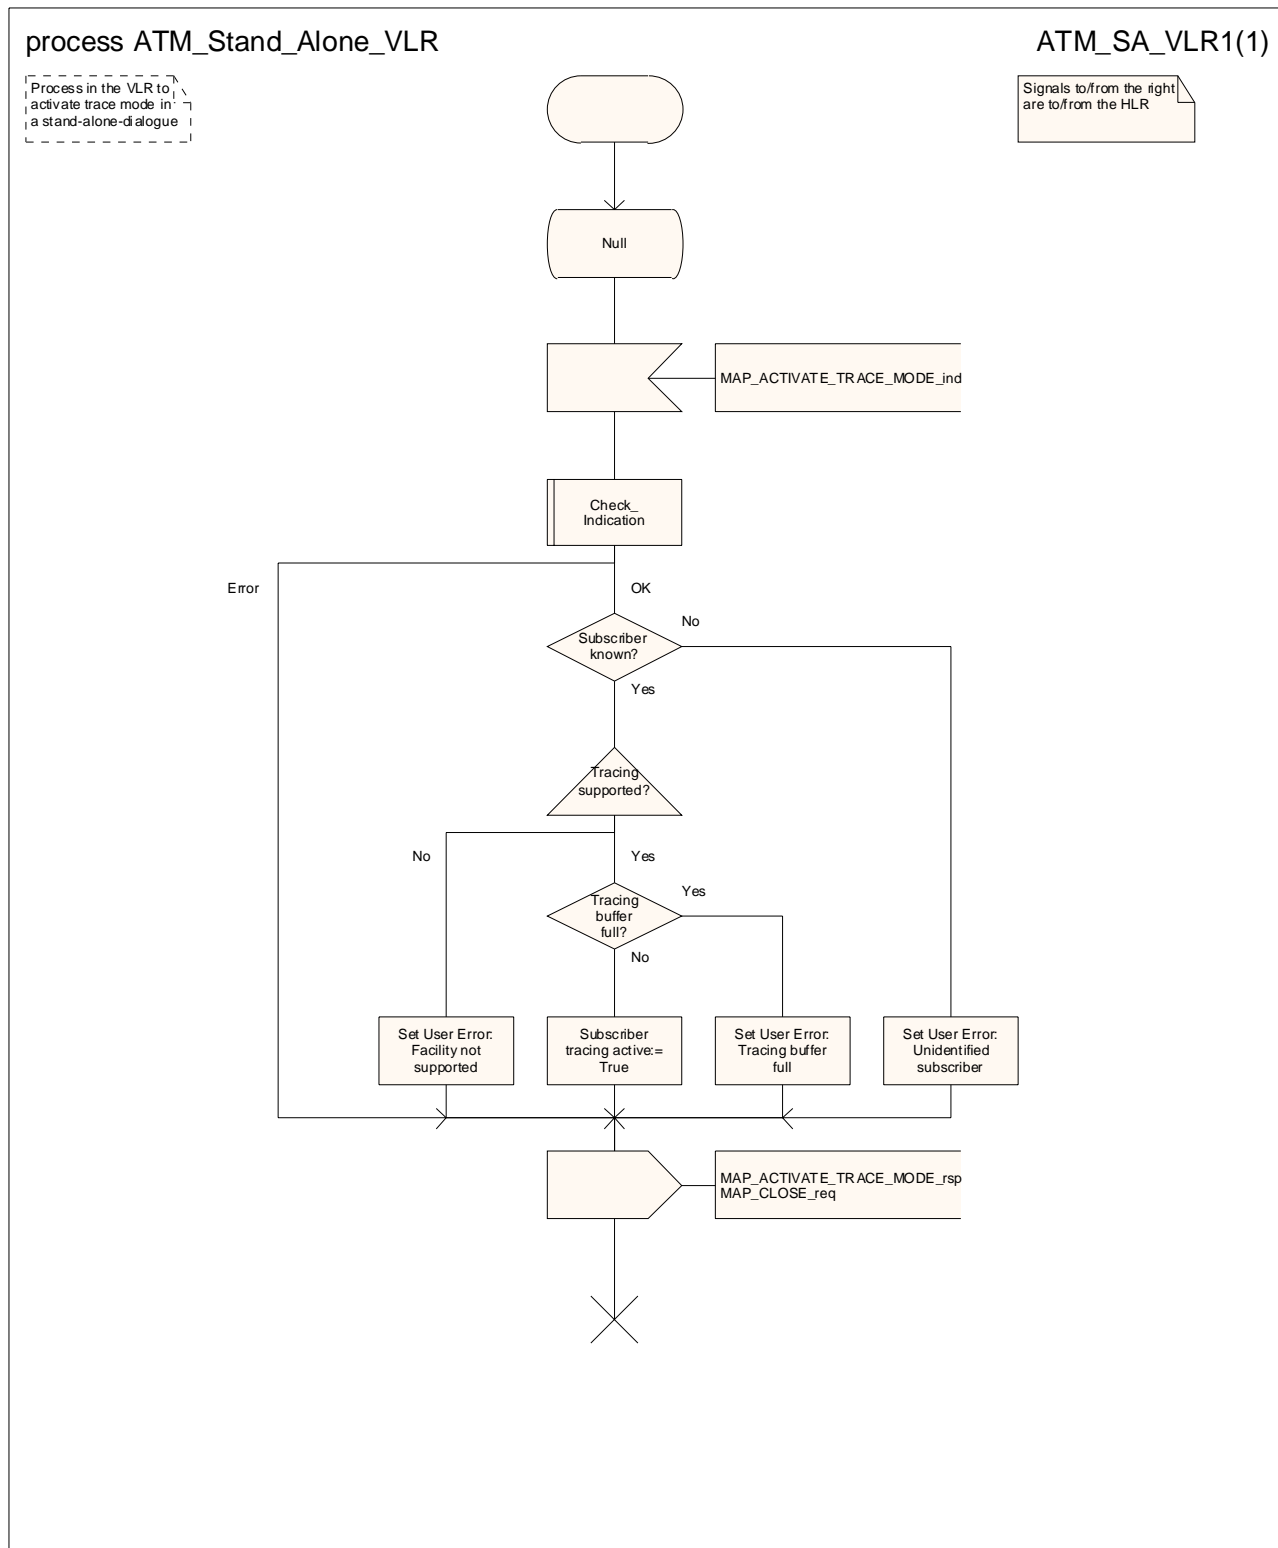 process ATM_Stand_Alone_VLR
ATM_SA_VLR1(1)
Process in the VLR to
activate trace mode in
a stand-alone-dialogue
Signals to/from the right
are to/from the HLR
Null
MAP_ACTIVATE_TRACE_MODE_ind
Check_
Indication
Error
OK
No
Subscriber
known?
Yes
Tracing
supported?
No
Yes
Yes
Tracing
buffer
full?
No
Set User Error:
Facility not
supported
Subscriber
tracing active:=
True
Set User Error:
Tracing buffer
full
Set User Error:
Unidentified
subscriber
MAP_ACTIVATE_TRACE_MODE_rsp
MAP_CLOSE_req